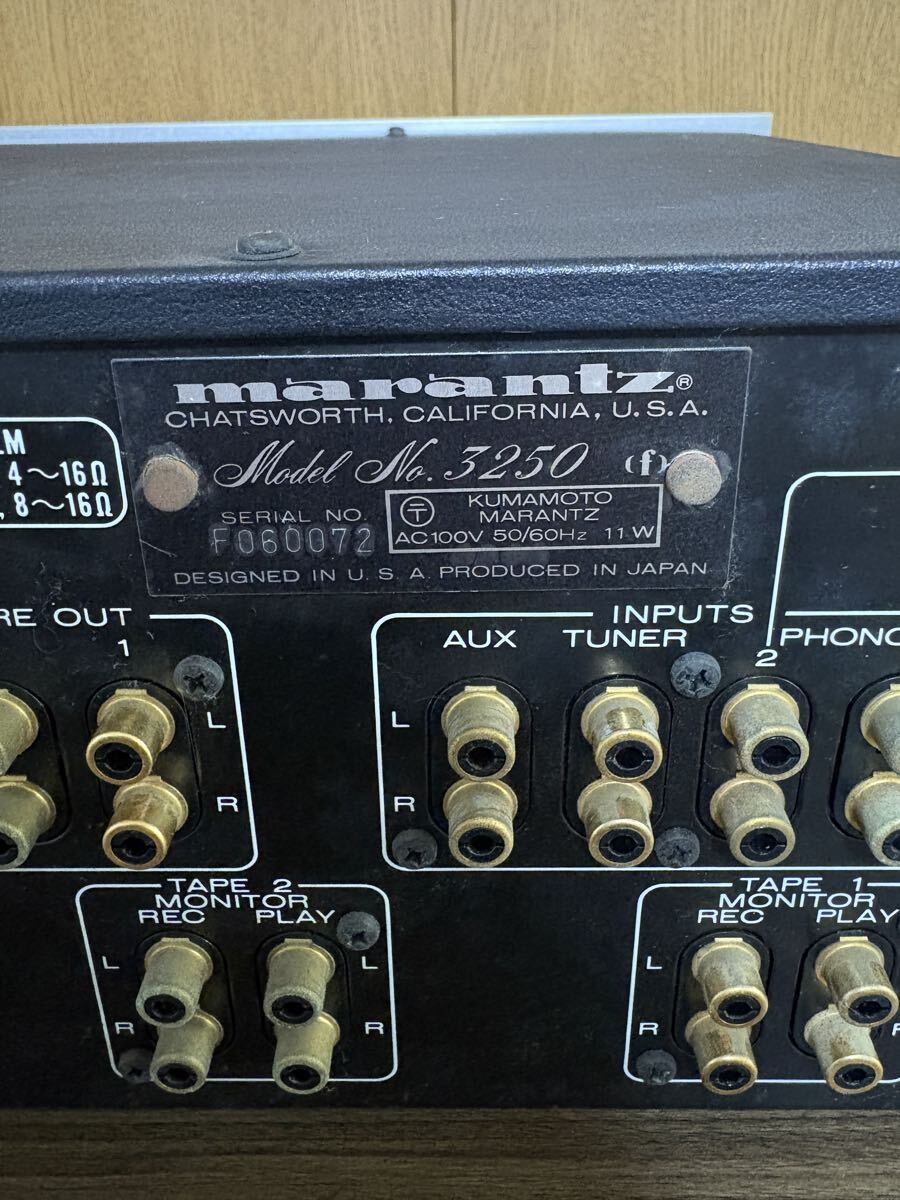 marantz®
CHATSWORTH, CALIFORNIA, U.S.A.
Model No. 3250 (f)
SERIAL NO.
F060072
T
KUMAMOTO
MARANTZ
AC100V 50/60Hz 11W
DESIGNED IN U.S.A. PRODUCED IN JAPAN
LM
4~16Ω
, 8~16Ω
RE OUT
1
L
R
INPUTS
AUX TUNER 2 PHONO
L
R
TAPE 2
MONITOR
REC PLAY
L L
R R
TAPE 1
MONITOR
REC PLAY
L
R R